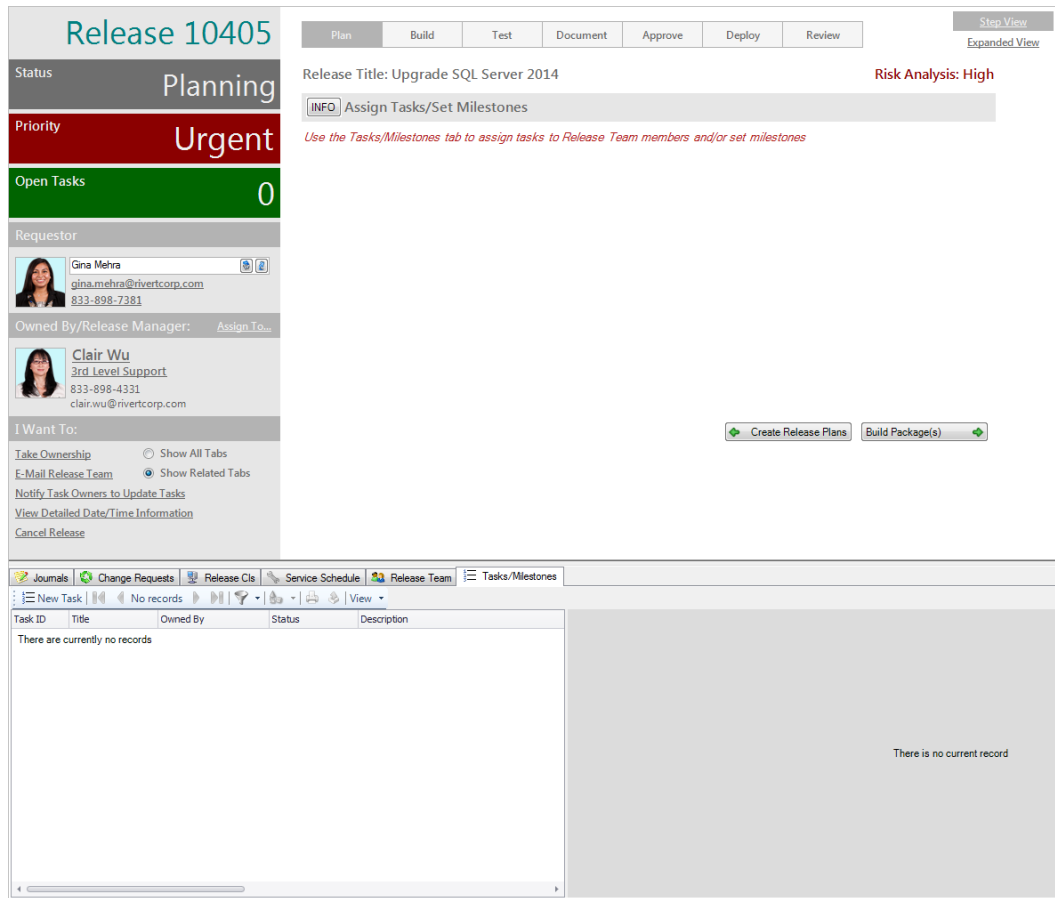 Release 10405
Status
Planning
Priority
Urgent
Open Tasks
0
Requestor
Gina Mehra
gina.mehra@rivertcorp.com
833-898-7381
Owned By/Release Manager: Assign To...
Clair Wu
3rd Level Support
833-898-4331
clair.wu@rivertcorp.com
I Want To:
Take Ownership Show All Tabs
E-Mail Release Team Show Related Tabs
Notify Task Owners to Update Tasks
View Detailed Date/Time Information
Cancel Release
Plan Build Test Document Approve Deploy Review
Step View
Expanded View
Release Title: Upgrade SQL Server 2014 Risk Analysis: High
INFO Assign Tasks/Set Milestones
Use the Tasks/Milestones tab to assign tasks to Release Team members and/or set milestones
Create Release Plans Build Package(s)
Journals Change Requests Release CIs Service Schedule Release Team Tasks/Milestones
New Task No records View
Task ID Title Owned By Status Description
There are currently no records
There is no current record